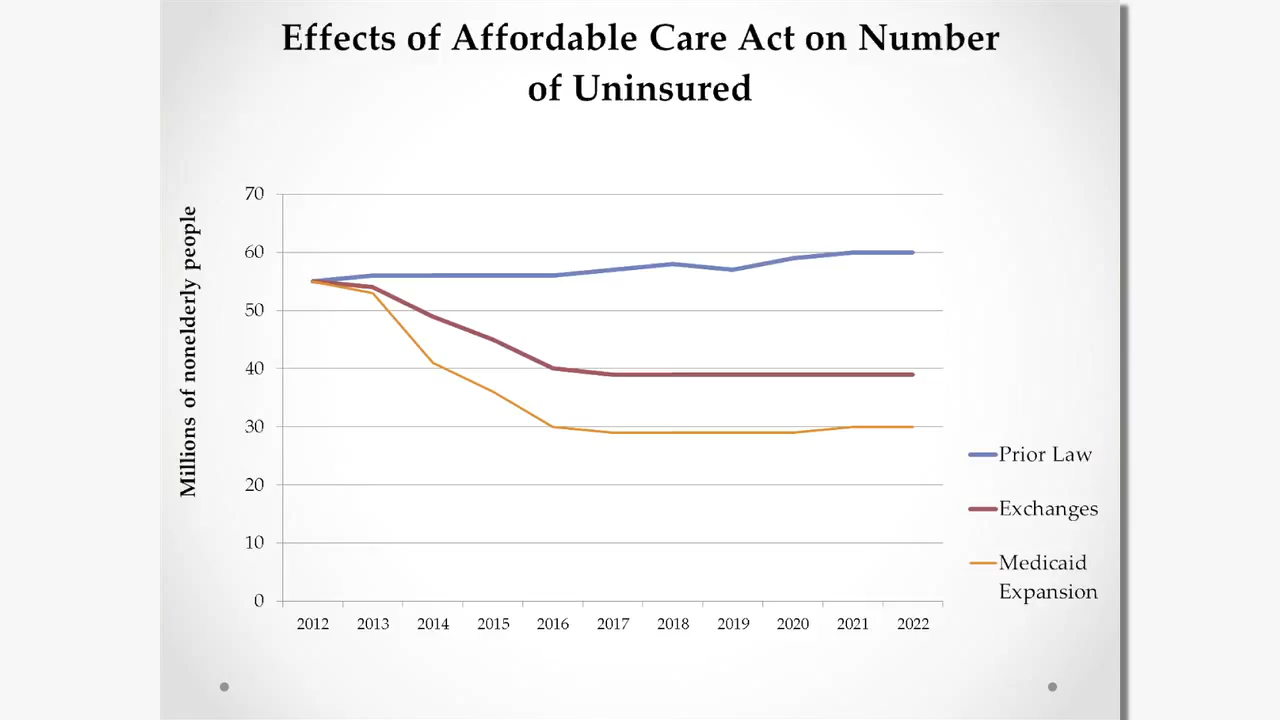 Effects of Affordable Care Act on Number
of Uninsured
Millions of nonelderly people
70
60
50
40
30
20
10
0
2012 2013 2014 2015 2016 2017 2018 2019 2020 2021 2022
Prior Law
Exchanges
Medicaid
Expansion